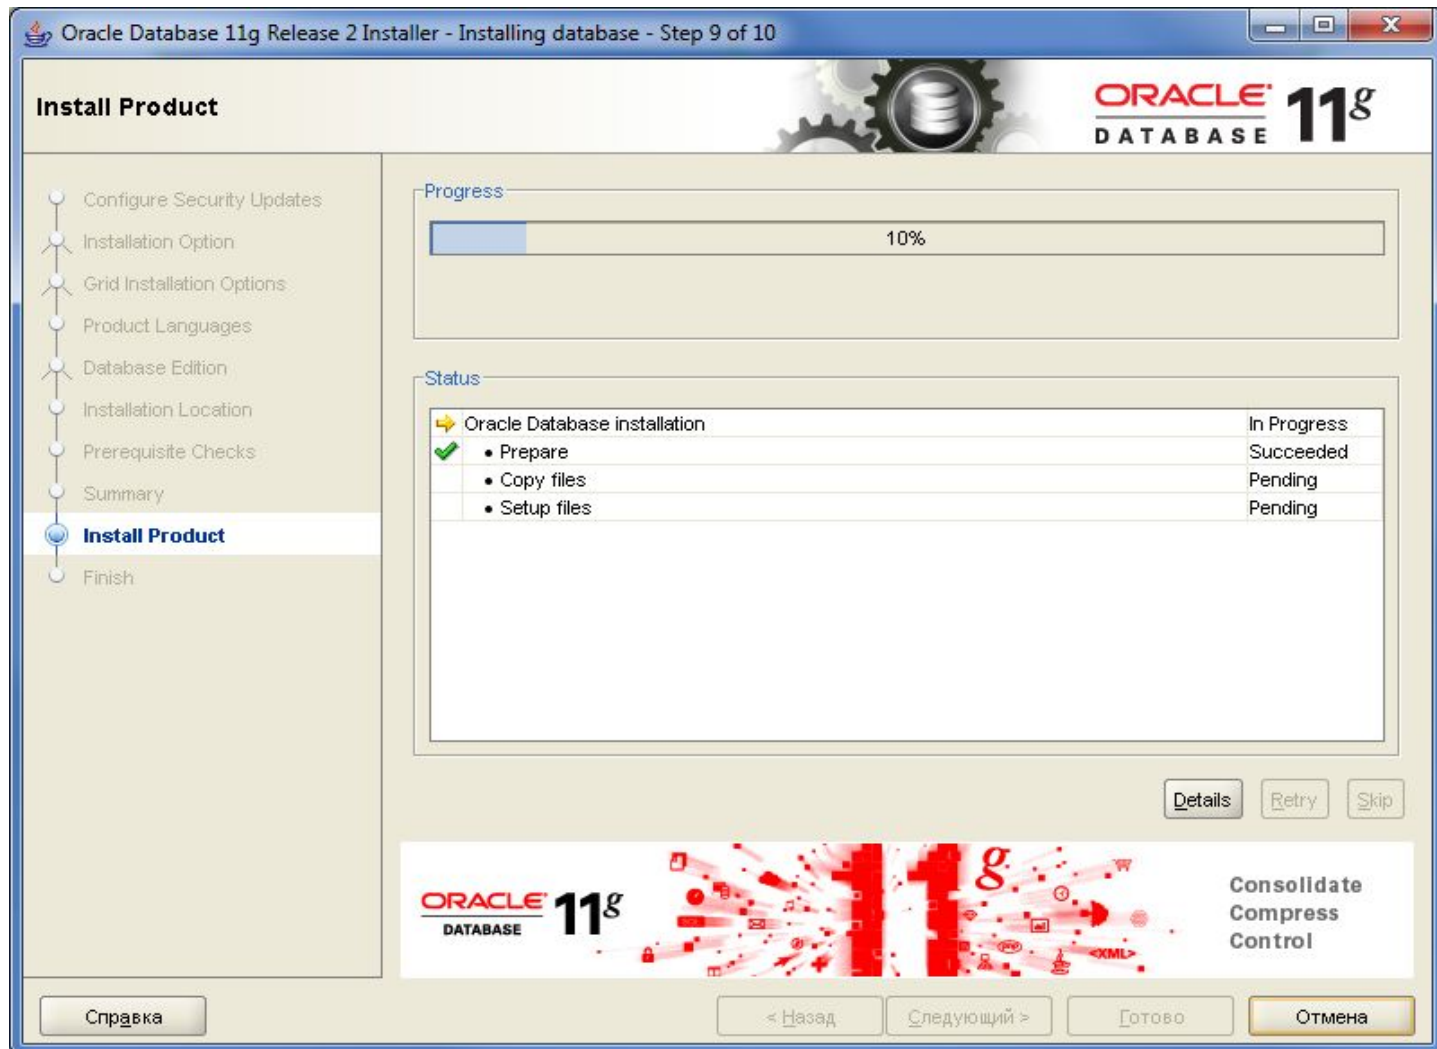 Oracle Database 11g Release 2 Installer - Installing database - Step 9 of 10
Install Product
ORACLE
DATABASE
11g
Configure Security Updates
Installation Option
Grid Installation Options
Product Languages
Database Edition
Installation Location
Prerequisite Checks
Summary
Install Product
Finish
Progress
10%
Status
Oracle Database installation In Progress
• Prepare Succeeded
• Copy files Pending
• Setup files Pending
Details Retry Skip
ORACLE
DATABASE
11g
11g
php
<XML>
Consolidate
Compress
Control
Справка < Назад Следующий > Готово Отмена